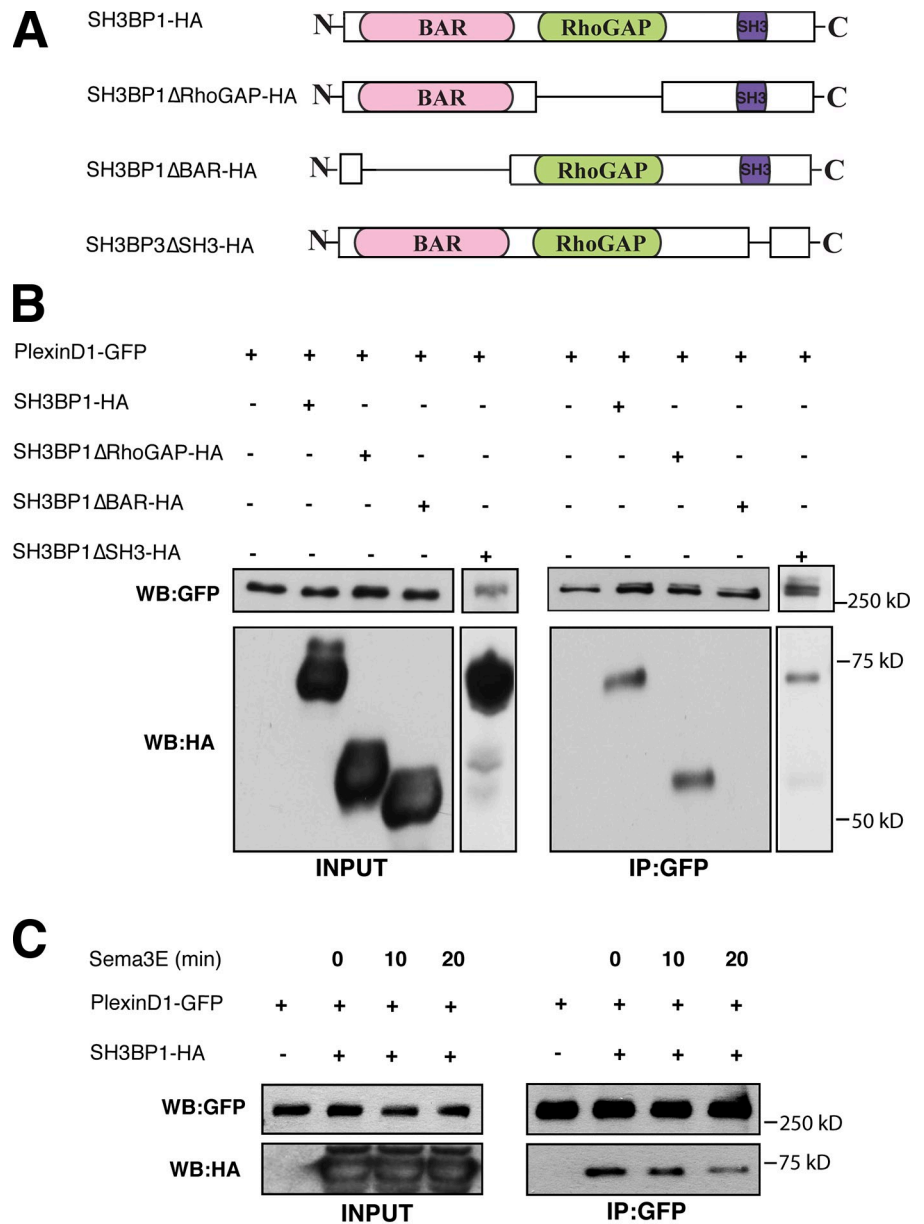 A
SH3BP1-HA N BAR RhoGAP SH3 C
SH3BP1ΔRhoGAP-HA N BAR SH3 C
SH3BP1ΔBAR-HA N RhoGAP SH3 C
SH3BP3ΔSH3-HA N BAR RhoGAP C
B
PlexinD1-GFP + + + + + + + + + +
SH3BP1-HA - + - - - - + - - -
SH3BP1ΔRhoGAP-HA - - + - - - - + - -
SH3BP1ΔBAR-HA - - - + - - - - + -
SH3BP1ΔSH3-HA - - - - + - - - - +
WB:GFP 250 kD
75 kD
WB:HA
50 kD
INPUT IP:GFP
C
Sema3E (min) 0 10 20 0 10 20
PlexinD1-GFP + + + + + + + +
SH3BP1-HA - + + + - + + +
WB:GFP 250 kD
WB:HA 75 kD
INPUT IP:GFP